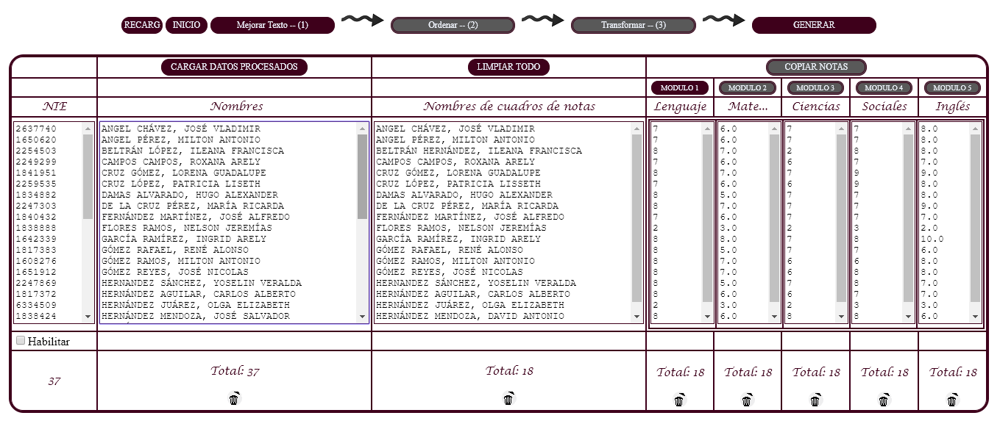 RECARG INICIO Mejorar Texto -- (1) Ordenar -- (2) Transformar -- (3) GENERAR
CARGAR DATOS PROCESADOS LIMPIAR TODO COPIAR NOTAS
MODULO 1 MODULO 2 MODULO 3 MODULO 4 MODULO 5
NIE Nombres Nombres de cuadros de notas Lenguaje Mate... Ciencias Sociales Inglés
2637740 ANGEL CHÁVEZ, JOSÉ VLADIMIR ANGEL CHÁVEZ, JOSÉ VLADIMIR 7 6.0 7 7 8.0
1650620 ANGEL PÉREZ, MILTON ANTONIO ANGEL PÉREZ, MILTON ANTONIO 7 6.0 7 7 8.0
2254503 BELTRÁN LÓPEZ, ILEANA FRANCISCA BELTRÁN HERNÁNDEZ, ILEANA FRANCISCA 8 7.0 2 8 8.0
2249299 CAMPOS CAMPOS, ROXANA ARELY CAMPOS CAMPOS, ROXANA ARELY 7 6.0 6 7 7.0
1841951 CRUZ GÓMEZ, LORENA GUADALUPE CRUZ GÓMEZ, LORENA GUADALUPE 8 7.0 7 9 9.0
2259535 CRUZ LÓPEZ, PATRICIA LISETH CRUZ LÓPEZ, PATRICIA LISSETH 7 6.0 6 9 8.0
1834882 DAMAS ALVARADO, HUGO ALEXANDER DAMAS ALVARADO, HUGO ALEXANDER 8 5.0 7 7 8.0
2247303 DE LA CRUZ PÉREZ, MARÍA RICARDA DE LA CRUZ PÉREZ, MARÍA RICARDA 8 7.0 7 7 9.0
1840432 FERNÁNDEZ MARTÍNEZ, JOSÉ ALFREDO FERNÁNDEZ MARTÍNEZ, JOSÉ ALFREDO 7 6.0 7 7 7.0
1838888 FLORES RAMOS, NELSON JEREMÍAS FLORES RAMOS, NELSON JEREMÍAS 2 3.0 2 3 2.0
1642339 GARCÍA RAMÍREZ, INGRID ARELY GARCÍA RAMÍREZ, INGRID ARELY 8 8.0 7 8 10.0
1817383 GÓMEZ RAFAEL, RENÉ ALONSO GÓMEZ RAFAEL, RENÉ ALONSO 8 5.0 7 7 6.0
1608276 GÓMEZ RAMOS, MILTON ANTONIO GÓMEZ RAMOS, MILTON ANTONIO 8 7.0 6 6 8.0
1651912 GÓMEZ REYES, JOSÉ NICOLAS GÓMEZ REYES, JOSÉ NICOLAS 8 7.0 6 8 8.0
2247869 HERNANDEZ SÁNCHEZ, YOSELIN VERALDA HERNANDEZ SÁNCHEZ, YOSELIN VERALDA 8 5.0 7 8 7.0
1817372 HERNÁNDEZ AGUILAR, CARLOS ALBERTO HERNÁNDEZ AGUILAR, CARLOS ALBERTO 8 6.0 6 7 7.0
6334509 HERNÁNDEZ JUÁREZ, OLGA ELIZABETH HERNÁNDEZ JUÁREZ, OLGA ELIZABETH 2 3.0 2 3 3.0
1838424 HERNÁNDEZ MENDOZA, JOSÉ SALVADOR HERNÁNDEZ MENDOZA, DAVID ANTONIO 8 6.0 8 8 6.0
Habilitar
37 Total: 37 Total: 18 Total: 18 Total: 18 Total: 18 Total: 18 Total: 18